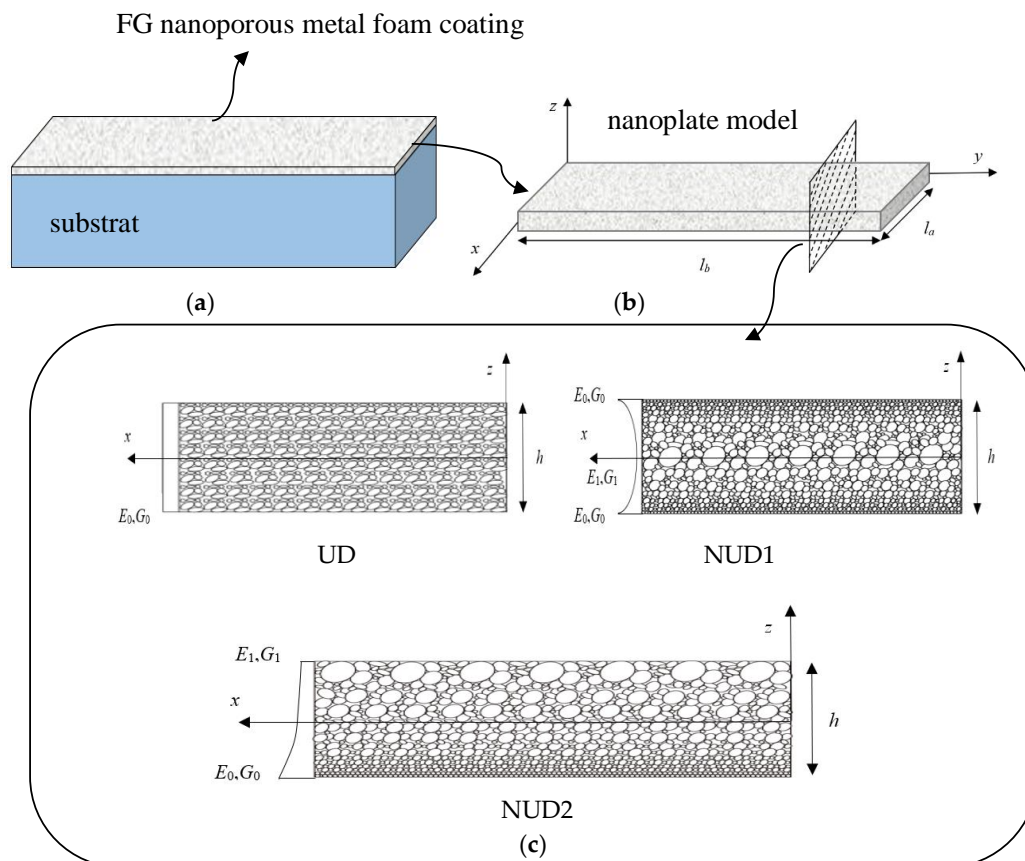 FG nanoporous metal foam coating
z
nanoplate model
y
substrat
x
l_a
l_b
(a)
(b)
z
x
h
E0,G0
UD
z
E0,G0
x
h
E1,G1
E0,G0
NUD1
z
E1,G1
x
h
E0,G0
NUD2
(c)